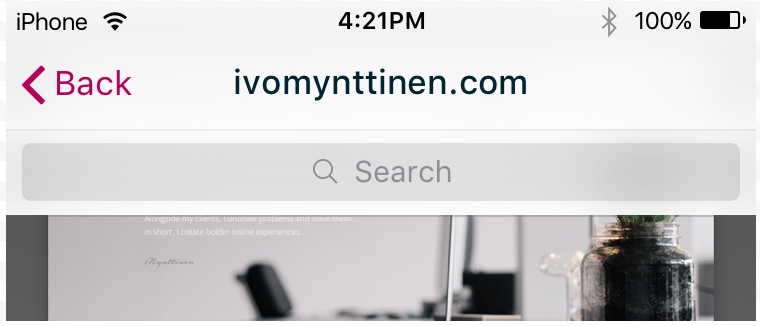 iPhone 4:21PM 100%
Back ivomynttinen.com
Search
Alongside my clients, I uncover problems and solve them.
In short, I create bolder online experiences.
Mynttinen